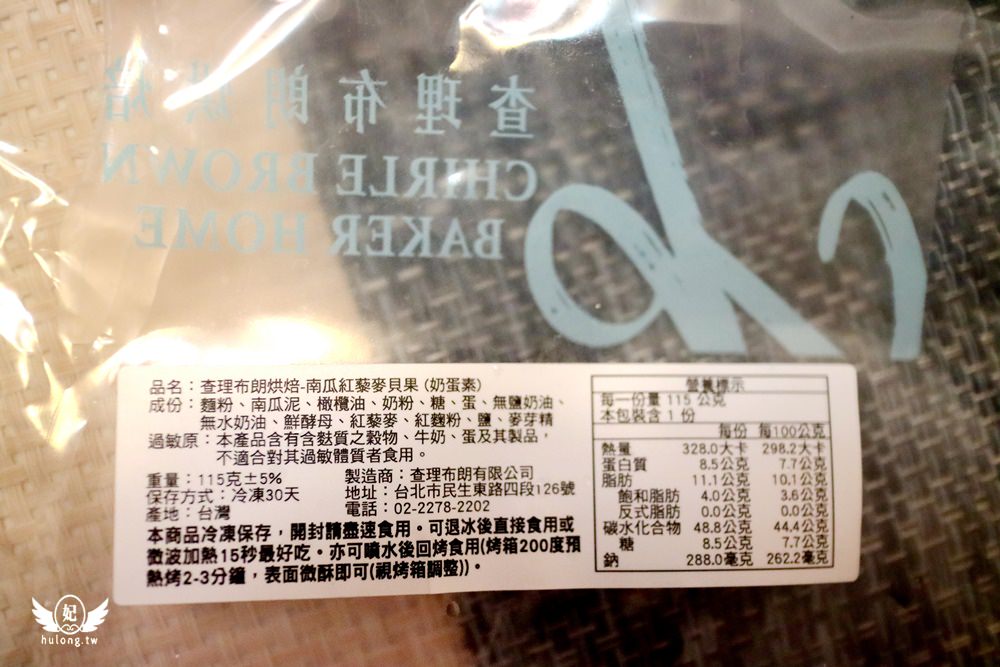 查理布朗烘焙
CHIRLE BROWN
BAKER HOME
品名：查理布朗烘焙-南瓜紅藜麥貝果 (奶蛋素)
成份：麵粉、南瓜泥、橄欖油、奶粉、糖、蛋、無鹽奶油、
無水奶油、鮮酵母、紅藜麥、紅麴粉、鹽、麥芽精
過敏原：本產品含有含麩質之穀物、牛奶、蛋及其製品，
不適合對其過敏體質者食用。
重量：115克±5% 製造商：查理布朗有限公司
保存方式：冷凍30天 地址：台北市民生東路四段126號
產地：台灣 電話：02-2278-2202
本商品冷凍保存，開封請盡速食用。可退冰後直接食用或
微波加熱15秒最好吃。亦可噴水後回烤食用(烤箱200度預
熱烤2-3分鐘，表面微酥即可(視烤箱調整))。
營養標示
每一份量 115 公克
本包裝含 1 份
每份 每100公克
熱量 328.0大卡 298.2大卡
蛋白質 8.5公克 7.7公克
脂肪 11.1公克 10.1公克
飽和脂肪 4.0公克 3.6公克
反式脂肪 0.0公克 0.0公克
碳水化合物 48.8公克 44.4公克
糖 8.5公克 7.7公克
鈉 288.0毫克 262.2毫克
妃
hulong.tw